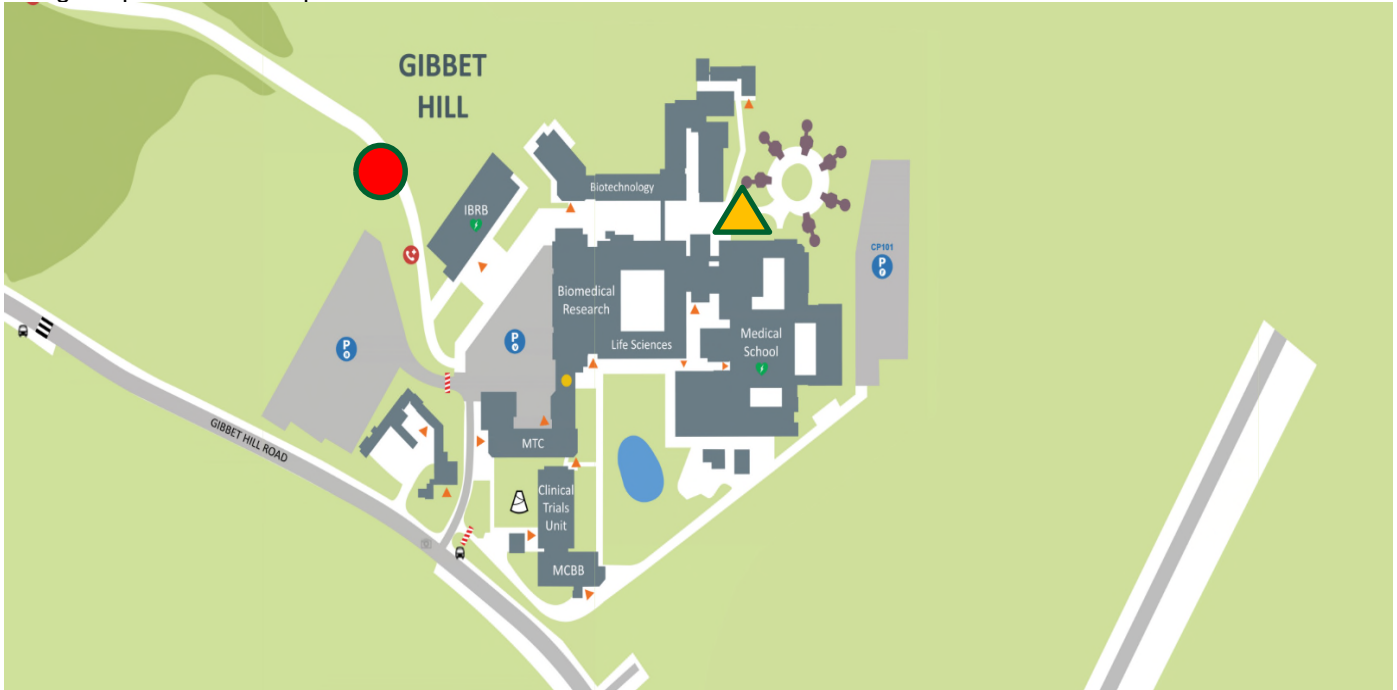 GIBBET
HILL
Biotechnology
IBRB
CP101
P
Biomedical
Research
Life Sciences
Medical
School
P
P
GIBBET HILL ROAD
MTC
Clinical
Trials
Unit
MCBB